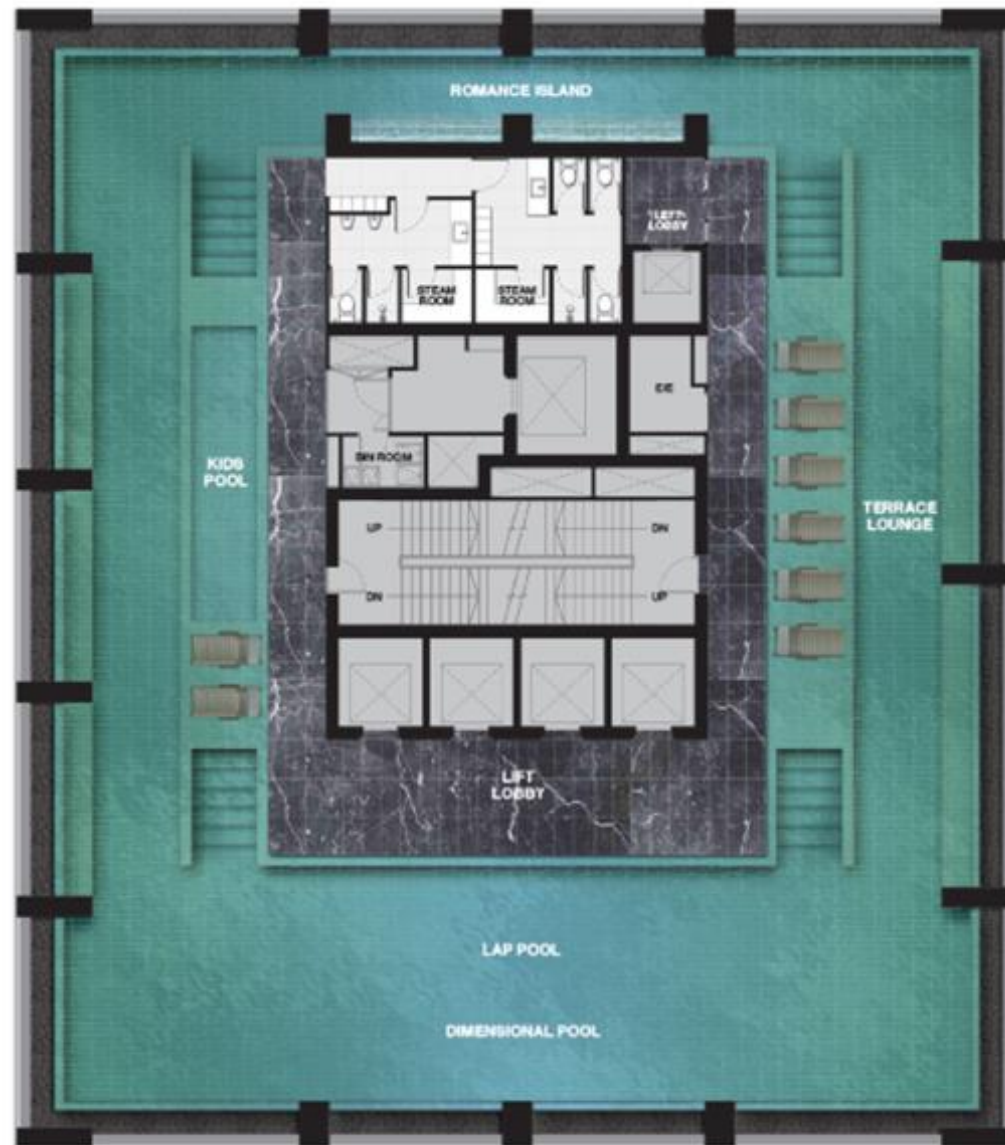 ROMANCE ISLAND
LIFT
LOBBY
STEAM
ROOM
STEAM
ROOM
E/E
BIN ROOM
KIDS
POOL
TERRACE
LOUNGE
UP
DN
DN
UP
LIFT
LOBBY
LAP POOL
DIMENSIONAL POOL